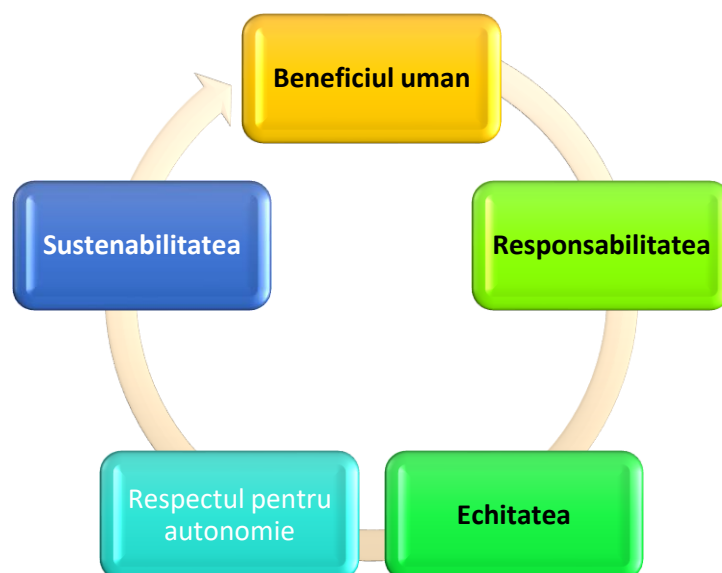 Beneficiul uman
Responsabilitatea
Echitatea
Respectul pentru
autonomie
Sustenabilitatea